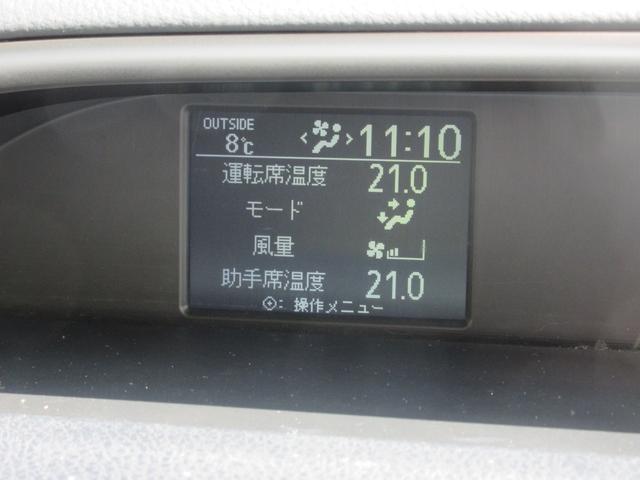 OUTSIDE
8℃ 11:10
運転席温度 21.0
モード
風量
助手席温度 21.0
: 操作メニュー